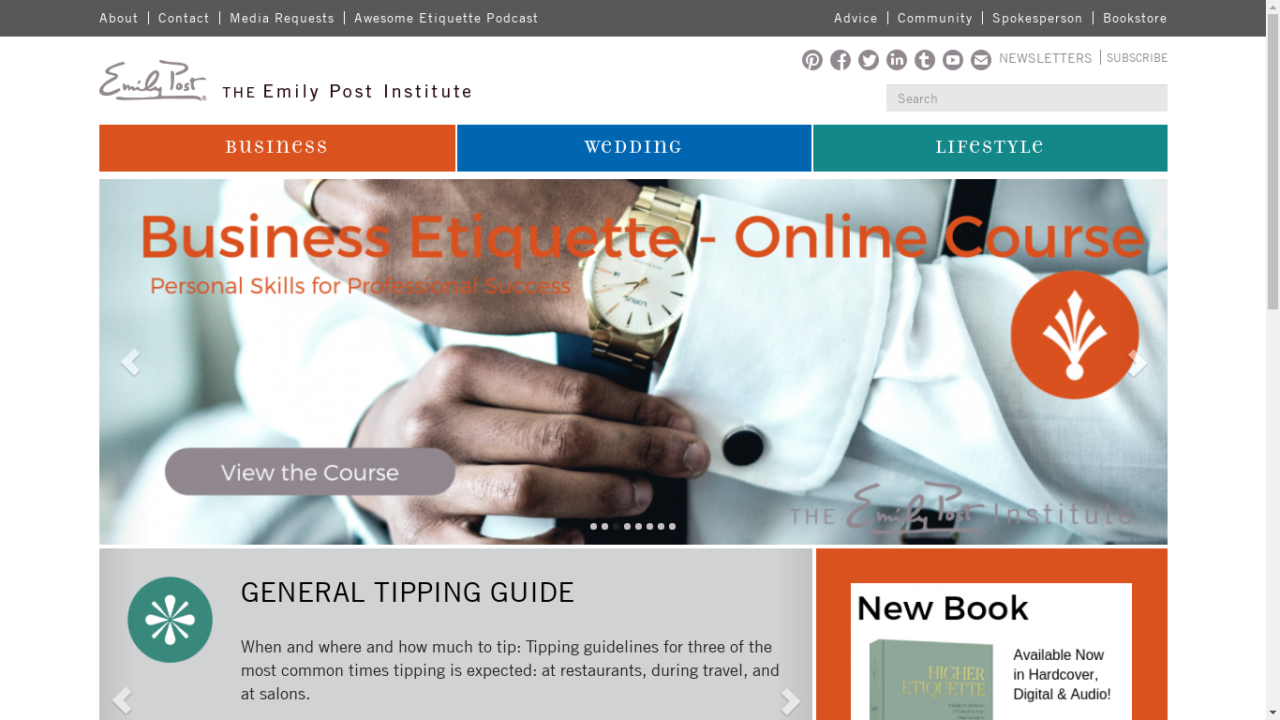 About | Contact | Media Requests | Awesome Etiquette Podcast
Advice | Community | Spokesperson | Bookstore
NEWSLETTERS | SUBSCRIBE
Emily Post
THE Emily Post Institute
Search
Business
Wedding
Lifestyle
Business Etiquette - Online Course
Personal Skills for Professional Success
View the Course
THE Emily Post Institute
GENERAL TIPPING GUIDE
When and where and how much to tip: Tipping guidelines for three of the
most common times tipping is expected: at restaurants, during travel, and
at salons.
New Book
Available Now
in Hardcover,
Digital & Audio!
HIGHER
ETIQUETTE